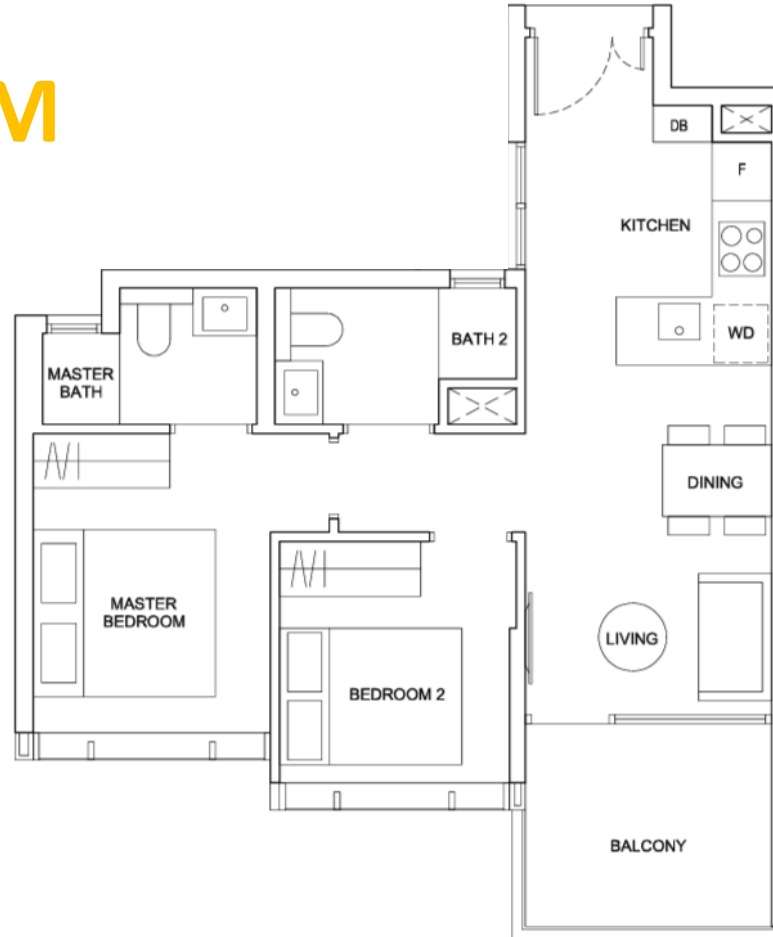 M
DB
F
KITCHEN
WD
BATH 2
MASTER
BATH
DINING
MASTER
BEDROOM
LIVING
BEDROOM 2
BALCONY